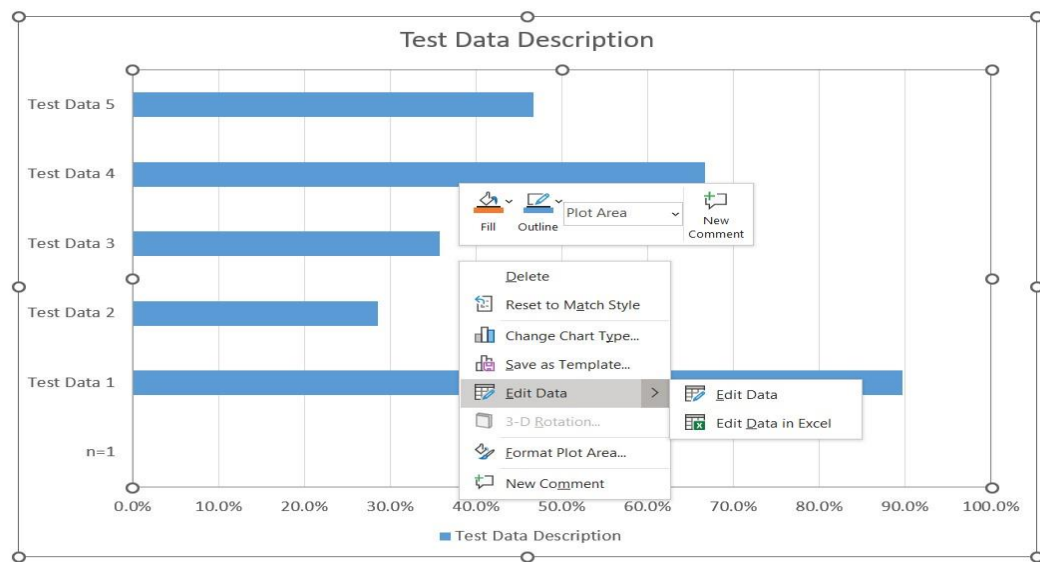 Test Data Description
Test Data 5
Test Data 4
Test Data 3
Test Data 2
Test Data 1
n=1
Fill
Outline
Plot Area
New
Comment
Delete
Reset to Match Style
Change Chart Type...
Save as Template...
Edit Data
3-D Rotation...
Format Plot Area...
New Comment
Edit Data
Edit Data in Excel
0.0% 10.0% 20.0% 30.0% 40.0% 50.0% 60.0% 70.0% 80.0% 90.0% 100.0%
Test Data Description